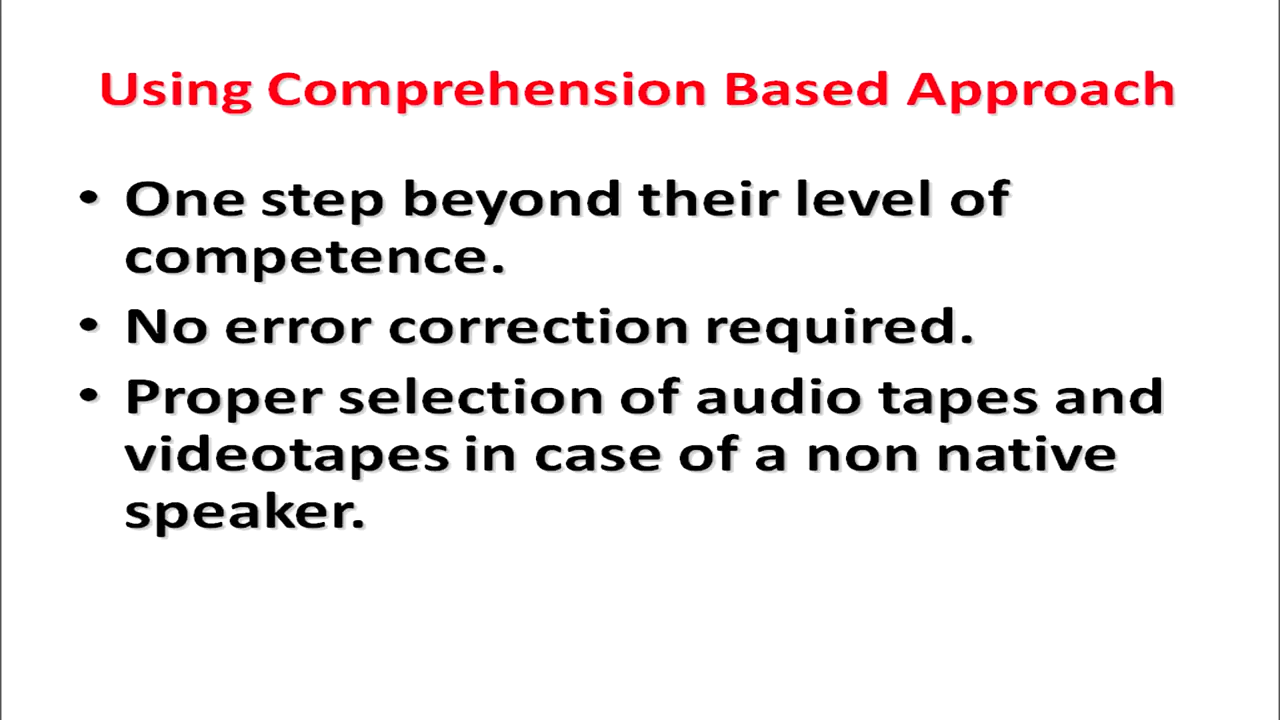 Using Comprehension Based Approach
• One step beyond their level of
competence.
• No error correction required.
• Proper selection of audio tapes and
videotapes in case of a non native
speaker.